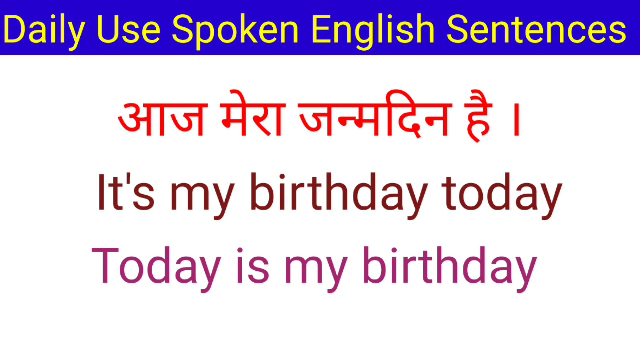 Daily Use Spoken English Sentences
आज मेरा जन्मदिन है ।
It's my birthday today
Today is my birthday